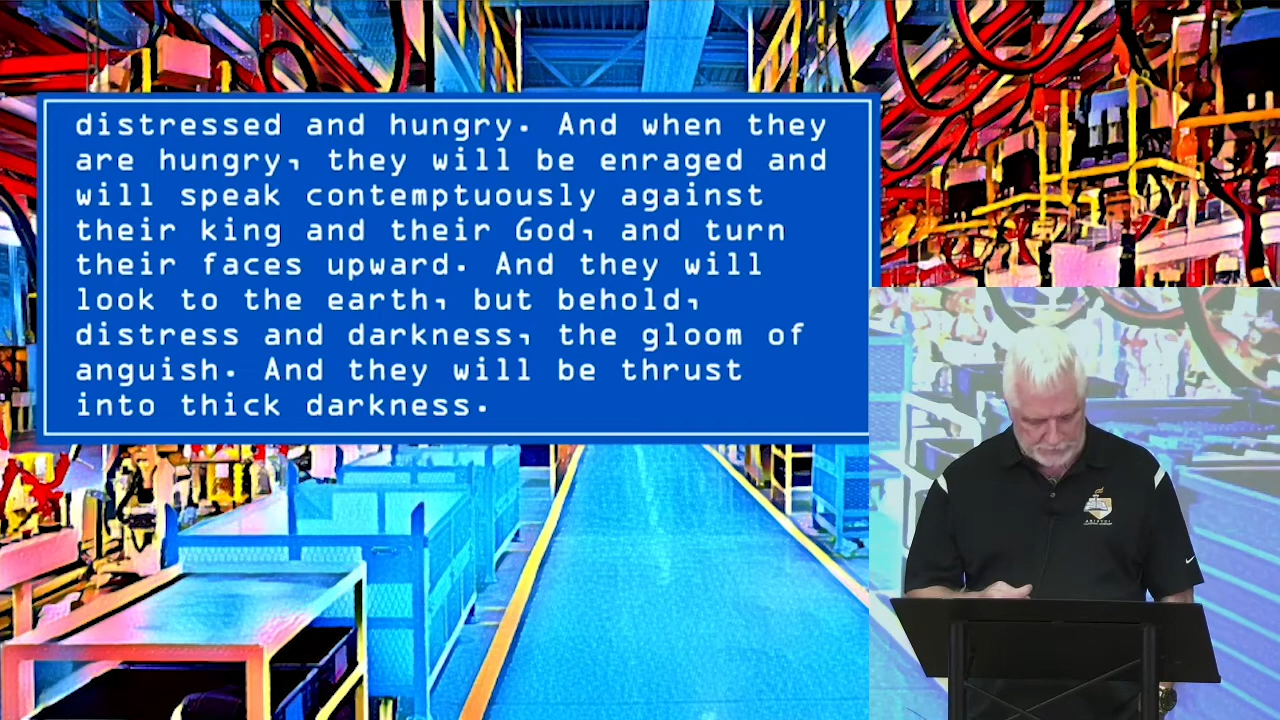 distressed and hungry. And when they
are hungry, they will be enraged and
will speak contemptuously against
their king and their God, and turn
their faces upward. And they will
look to the earth, but behold,
distress and darkness, the gloom of
anguish. And they will be thrust
into thick darkness.